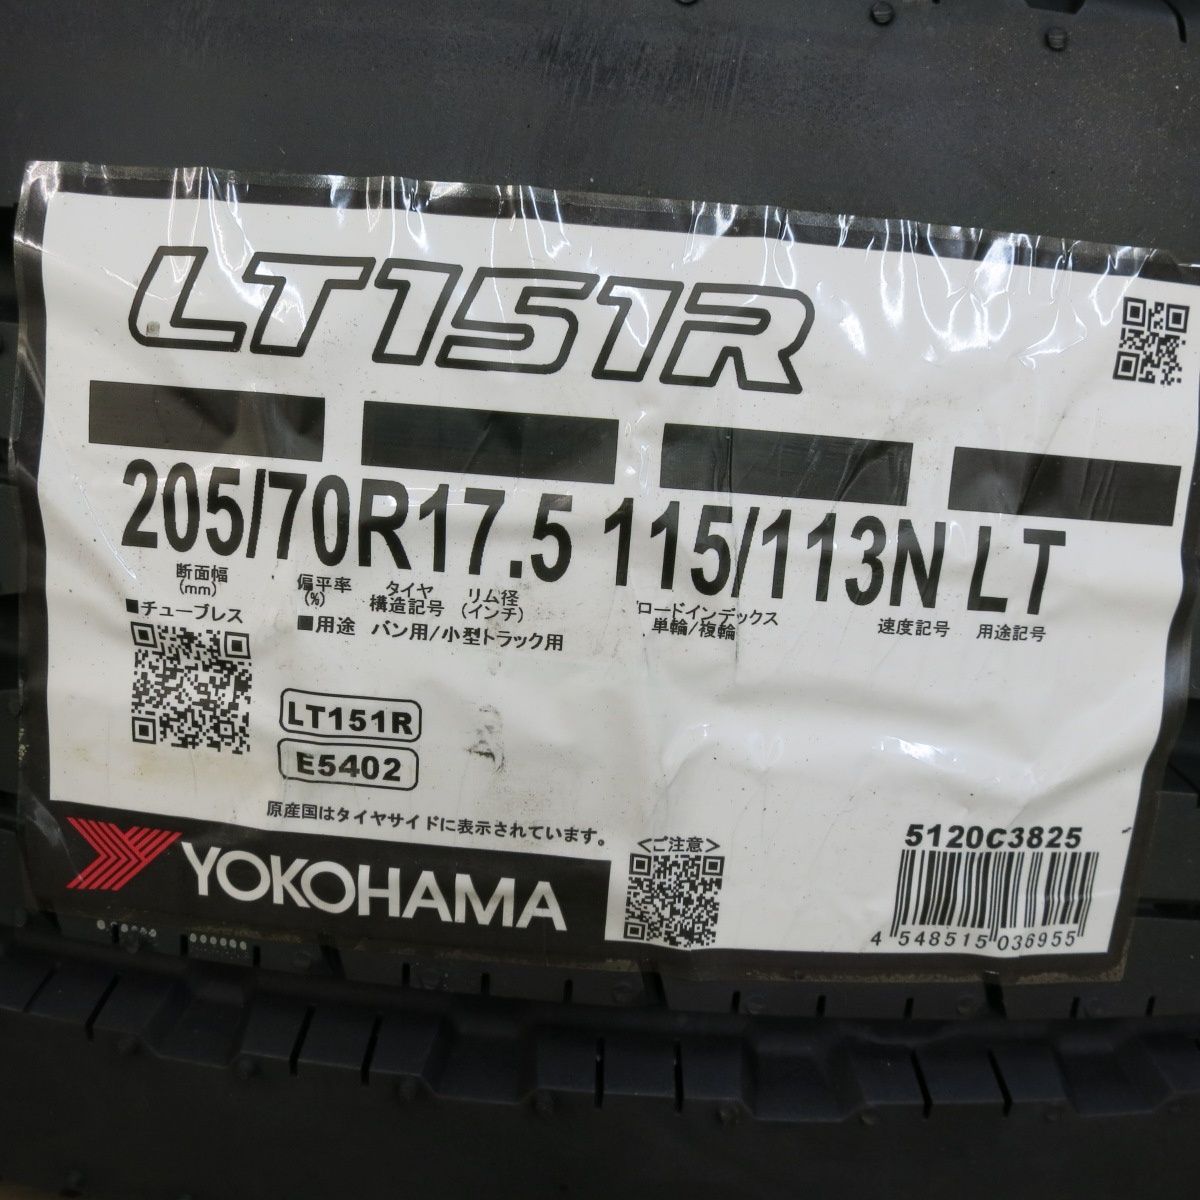 LT151R
205/70R17.5 115/113N LT
断面幅 (mm)
偏平率 (%)
タイヤ 構造記号
リム径 (インチ)
ロードインデックス 単輪/複輪
速度記号
用途記号
■チューブレス
■用途 バン用/小型トラック用
LT151R
E5402
原産国はタイヤサイドに表示されています。
YOKOHAMA
<ご注意>
5120C3825
4 548515 036955